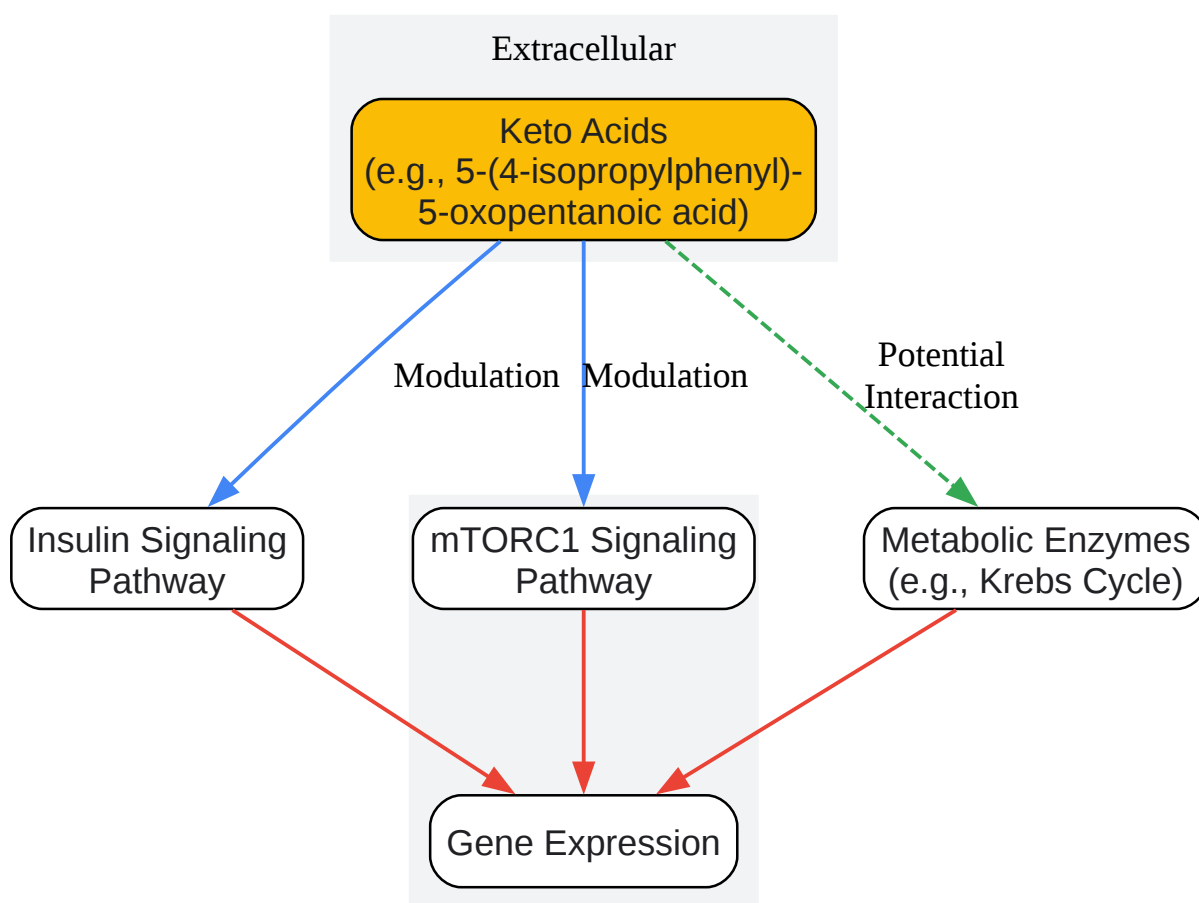 Extracellular
Keto Acids
(e.g., 5-(4-isopropylphenyl)-
5-oxopentanoic acid)
Modulation
Modulation
Potential
Interaction
Insulin Signaling
Pathway
mTORC1 Signaling
Pathway
Metabolic Enzymes
(e.g., Krebs Cycle)
Gene Expression